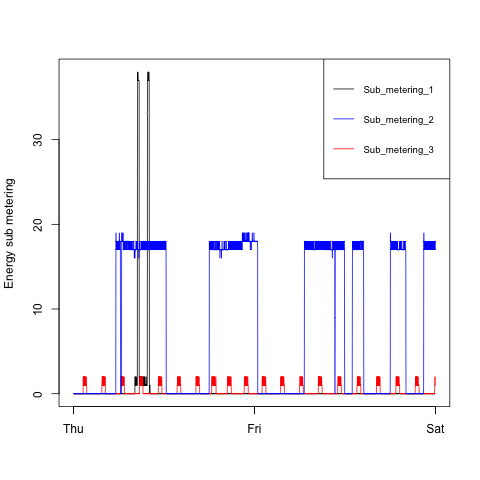 Energy sub metering
30
20
10
0
Sub_metering_1
Sub_metering_2
Sub_metering_3
Thu
Fri
Sat